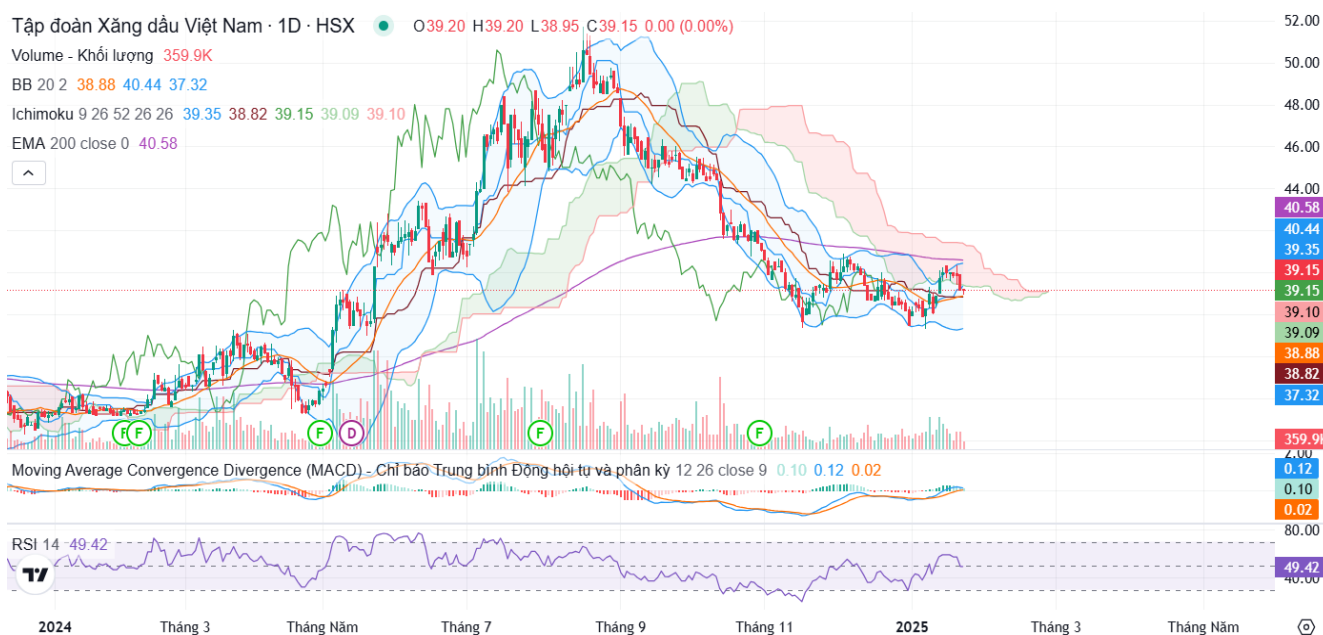 Tập đoàn Xăng dầu Việt Nam · 1D · HSX O39.20 H39.20 L38.95 C39.15 0.00 (0.00%)
Volume - Khối lượng 359.9K
BB 20 2 38.88 40.44 37.32
Ichimoku 9 26 52 26 26 39.35 38.82 39.15 39.09 39.10
EMA 200 close 0 40.58
52.00
50.00
48.00
46.00
44.00
40.58
40.44
39.35
39.15
39.15
39.10
39.09
38.88
38.82
37.32
F F F D F F
359.9K
2.00
Moving Average Convergence Divergence (MACD) - Chỉ báo Trung bình Động hội tụ và phân kỳ 12 26 close 9 0.10 0.12 0.02
0.12
0.10
0.02
80.00
RSI 14 49.42
49.42
40.00
2024 Tháng 3 Tháng Năm Tháng 7 Tháng 9 Tháng 11 2025 Tháng 3 Tháng Năm